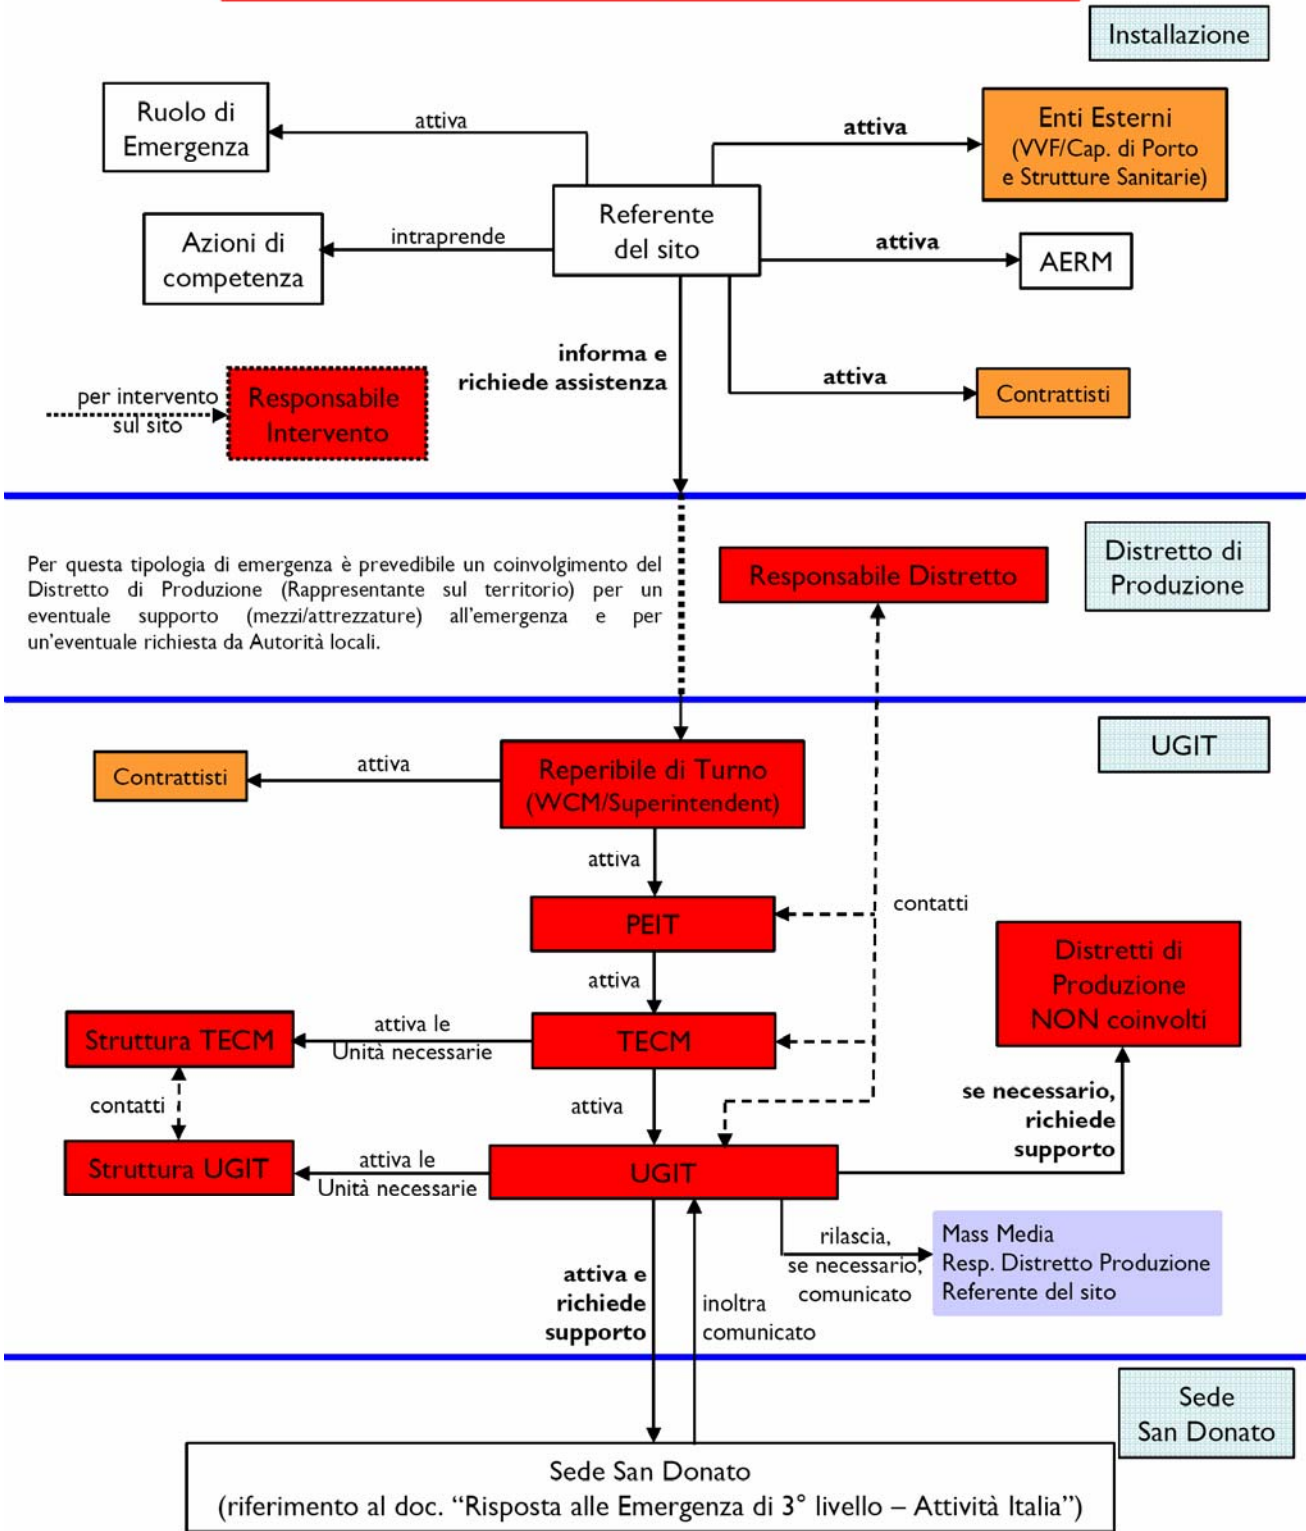 Installazione
Ruolo di
Emergenza
attiva
attiva
Enti Esterni
(VVF/Cap. di Porto
e Strutture Sanitarie)
Referente
del sito
Azioni di
competenza
intraprende
attiva
AERM
informa e
richiede assistenza
attiva
Contrattisti
per intervento
sul sito
Responsabile
Intervento
Distretto di
Produzione
Per questa tipologia di emergenza è prevedibile un coinvolgimento del
Distretto di Produzione (Rappresentante sul territorio) per un
eventuale supporto (mezzi/attrezzature) all'emergenza e per
un'eventuale richiesta da Autorità locali.
Responsabile Distretto
UGIT
Contrattisti
attiva
Reperibile di Turno
(WCM/Superintendent)
attiva
PEIT
contatti
attiva
Distretti di
Produzione
NON coinvolti
Struttura TECM
attiva le
Unità necessarie
TECM
contatti
attiva
se necessario,
richiede
supporto
Struttura UGIT
attiva le
Unità necessarie
UGIT
rilascia,
se necessario,
comunicato
Mass Media
Resp. Distretto Produzione
Referente del sito
attiva e
richiede
supporto
inoltra
comunicato
Sede
San Donato
Sede San Donato
(riferimento al doc. “Risposta alle Emergenza di 3° livello – Attività Italia”)